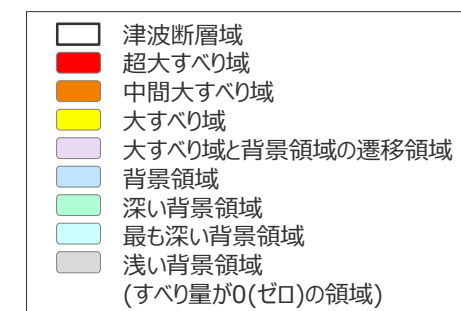 津波断層域
超大すべり域
中間大すべり域
大すべり域
大すべり域と背景領域の遷移領域
背景領域
深い背景領域
最も深い背景領域
浅い背景領域
(すべり量が0(ゼロ)の領域)